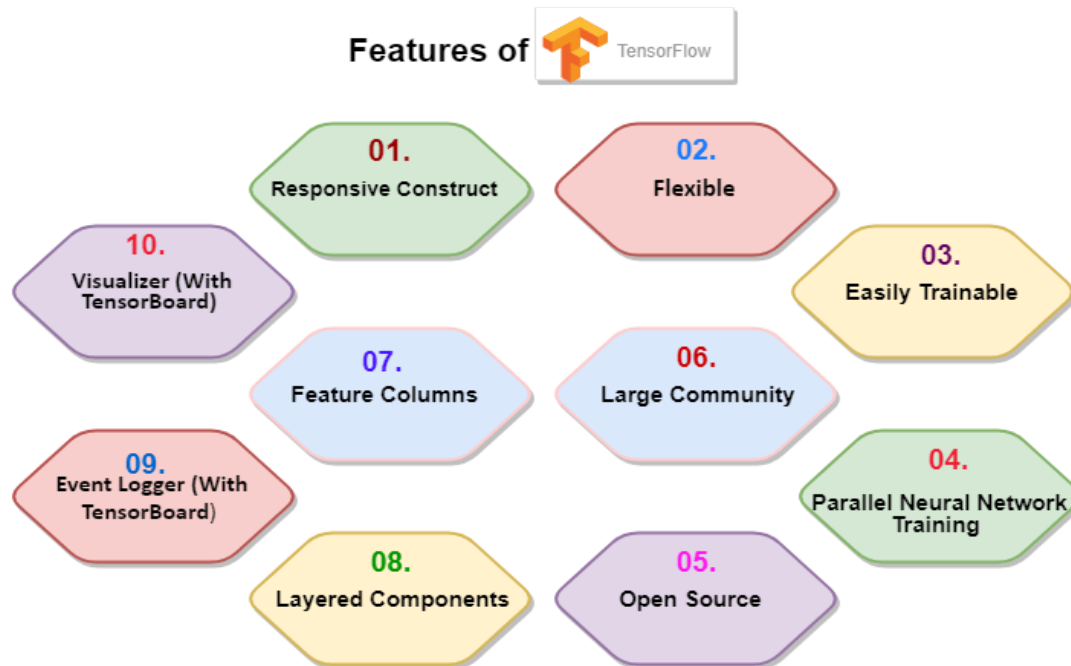 Features of TensorFlow
01.
Responsive Construct
02.
Flexible
03.
Easily Trainable
04.
Parallel Neural Network
Training
05.
Open Source
06.
Large Community
07.
Feature Columns
08.
Layered Components
09.
Event Logger (With
TensorBoard)
10.
Visualizer (With
TensorBoard)